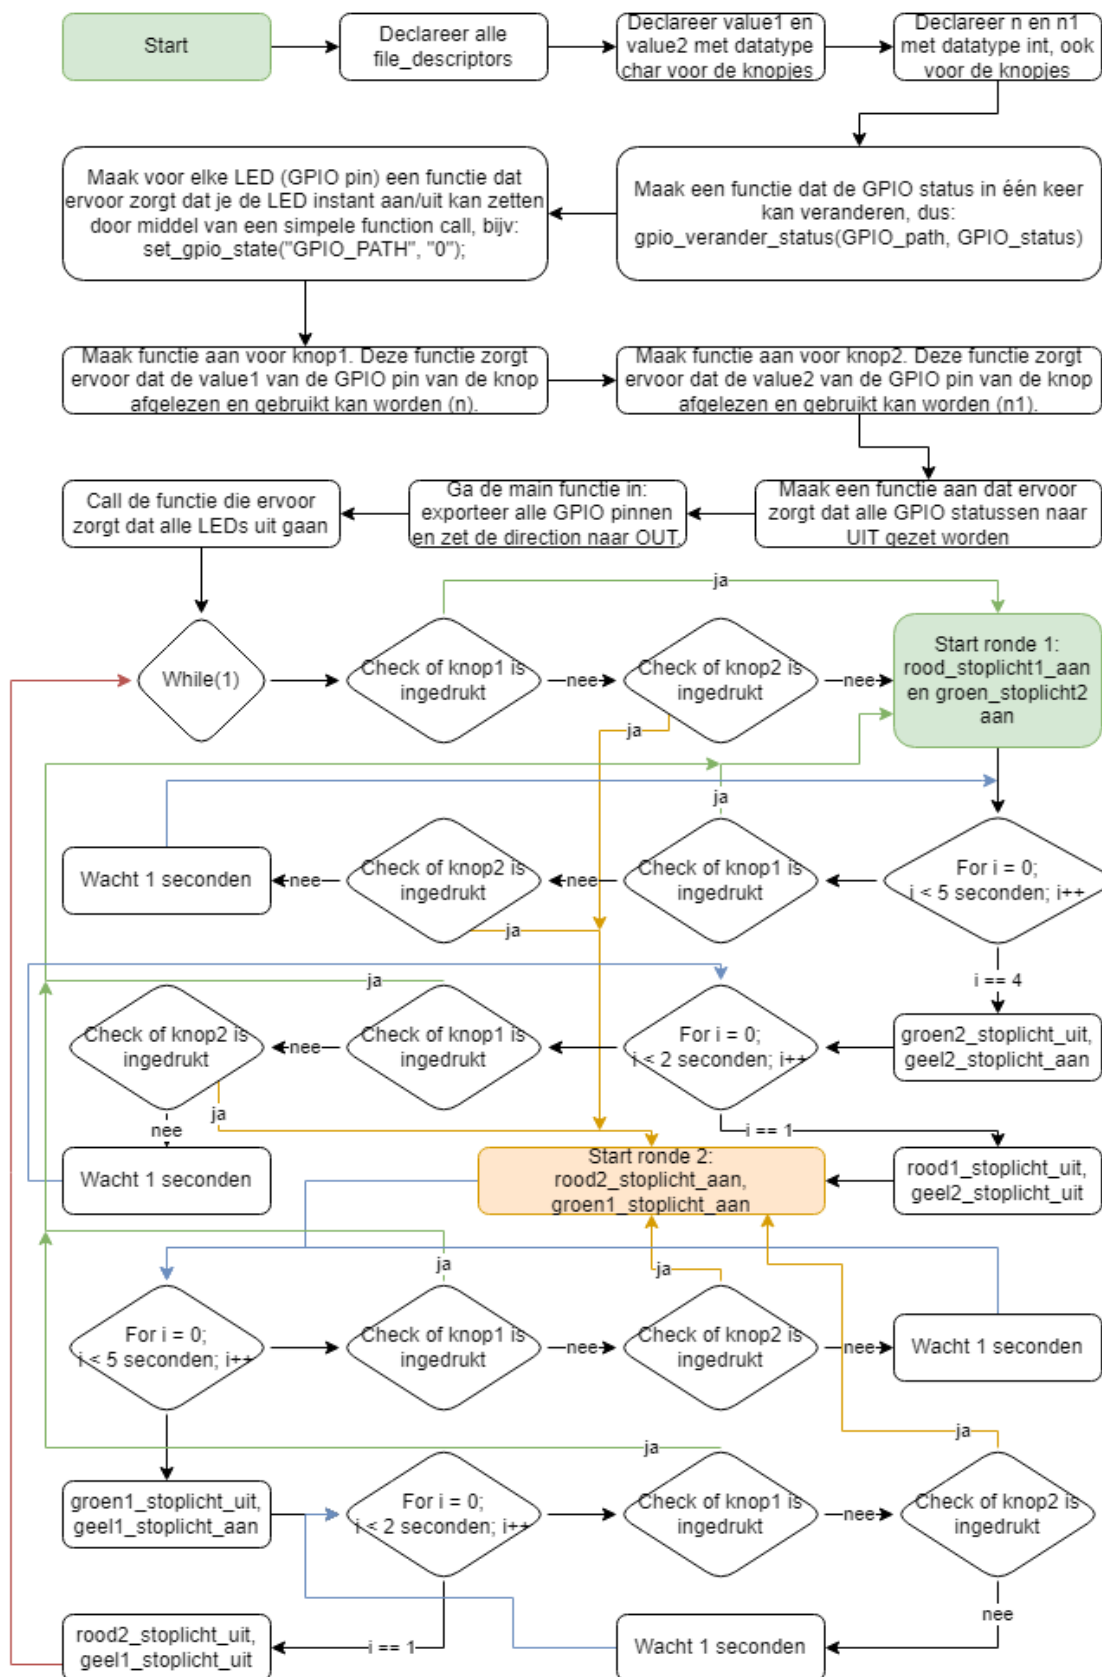 Start
Declareer alle
file_descriptors
Declareer value1 en
value2 met datatype
char voor de knopjes
Declareer n en n1
met datatype int, ook
voor de knopjes
Maak een functie dat de GPIO status in één keer
kan veranderen, dus:
gpio_verander_status(GPIO_path, GPIO_status)
Maak voor elke LED (GPIO pin) een functie dat
ervoor zorgt dat je de LED instant aan/uit kan zetten
door middel van een simpele function call, bijv:
set_gpio_state("GPIO_PATH", "0");
Maak functie aan voor knop1. Deze functie zorgt
ervoor dat de value1 van de GPIO pin van de knop
afgelezen en gebruikt kan worden (n).
Maak functie aan voor knop2. Deze functie zorgt
ervoor dat de value2 van de GPIO pin van de knop
afgelezen en gebruikt kan worden (n1).
Maak een functie aan dat ervoor
zorgt dat alle GPIO statussen naar
UIT gezet worden
Ga de main functie in:
exporteer alle GPIO pinnen
en zet de direction naar OUT
Call de functie die ervoor
zorgt dat alle LEDs uit gaan
ja
While(1)
Check of knop1 is
ingedrukt
nee
Check of knop2 is
ingedrukt
nee
Start ronde 1:
rood_stoplicht1_aan
en groen_stoplicht2
aan
ja
ja
Wacht 1 seconden
nee
Check of knop2 is
ingedrukt
nee
Check of knop1 is
ingedrukt
For i = 0;
i < 5 seconden; i++
ja
ja
i == 4
Check of knop2 is
ingedrukt
nee
Check of knop1 is
ingedrukt
For i = 0;
i < 2 seconden; i++
groen2_stoplicht_uit,
geel2_stoplicht_aan
ja
nee
i == 1
Wacht 1 seconden
Start ronde 2:
rood2_stoplicht_aan,
groen1_stoplicht_aan
rood1_stoplicht_uit,
geel2_stoplicht_uit
ja
ja
For i = 0;
i < 5 seconden; i++
Check of knop1 is
ingedrukt
nee
Check of knop2 is
ingedrukt
nee
Wacht 1 seconden
ja
ja
groen1_stoplicht_uit,
geel1_stoplicht_aan
For i = 0;
i < 2 seconden; i++
Check of knop1 is
ingedrukt
nee
Check of knop2 is
ingedrukt
nee
rood2_stoplicht_uit,
geel1_stoplicht_uit
i == 1
Wacht 1 seconden